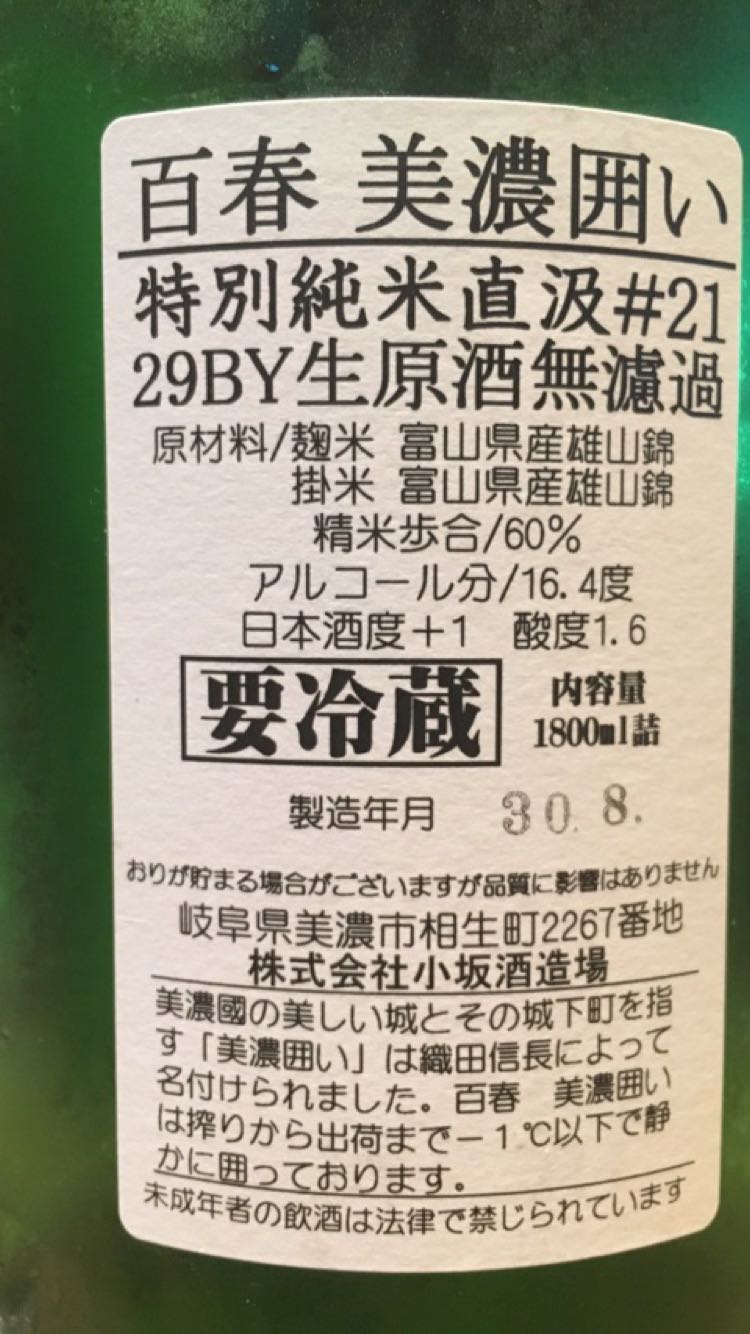 百春 美濃囲い
特別純米直汲#21
29BY生原酒無濾過
原材料/麹米 富山県産雄山錦
掛米 富山県産雄山錦
精米歩合/60%
アルコール分/16.4度
日本酒度+1 酸度1.6
要冷蔵
内容量
1800ml詰
製造年月 30. 8.
おりが貯まる場合がございますが品質に影響はありません
岐阜県美濃市相生町2267番地
株式会社小坂酒造場
美濃國の美しい城とその城下町を指
す「美濃囲い」は織田信長によって
名付けられました。百春 美濃囲い
は搾りから出荷まで−1℃以下で静
かに囲っております。
未成年者の飲酒は法律で禁じられています